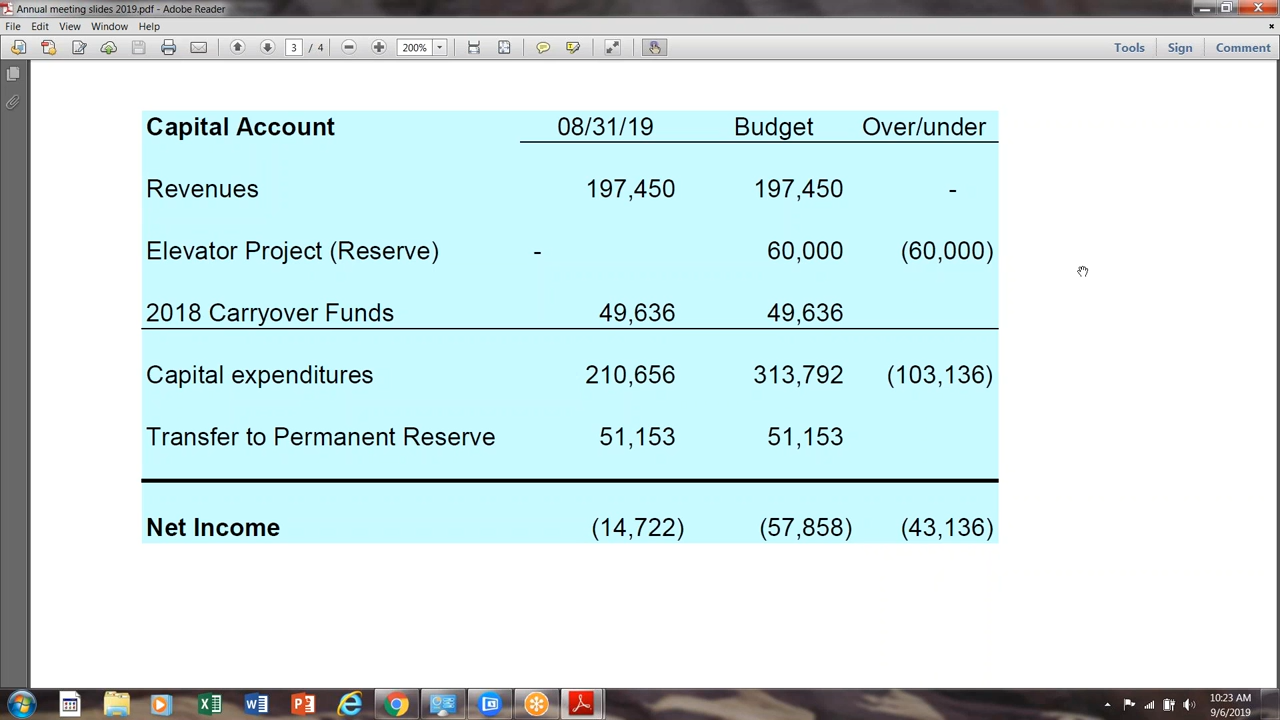 Annual meeting slides 2019.pdf - Adobe Reader
File Edit View Window Help
3 / 4 200% Tools Sign Comment
Capital Account 08/31/19 Budget Over/under
Revenues 197,450 197,450 -
Elevator Project (Reserve) - 60,000 (60,000)
2018 Carryover Funds 49,636 49,636
Capital expenditures 210,656 313,792 (103,136)
Transfer to Permanent Reserve 51,153 51,153
Net Income (14,722) (57,858) (43,136)
10:23 AM
9/6/2019